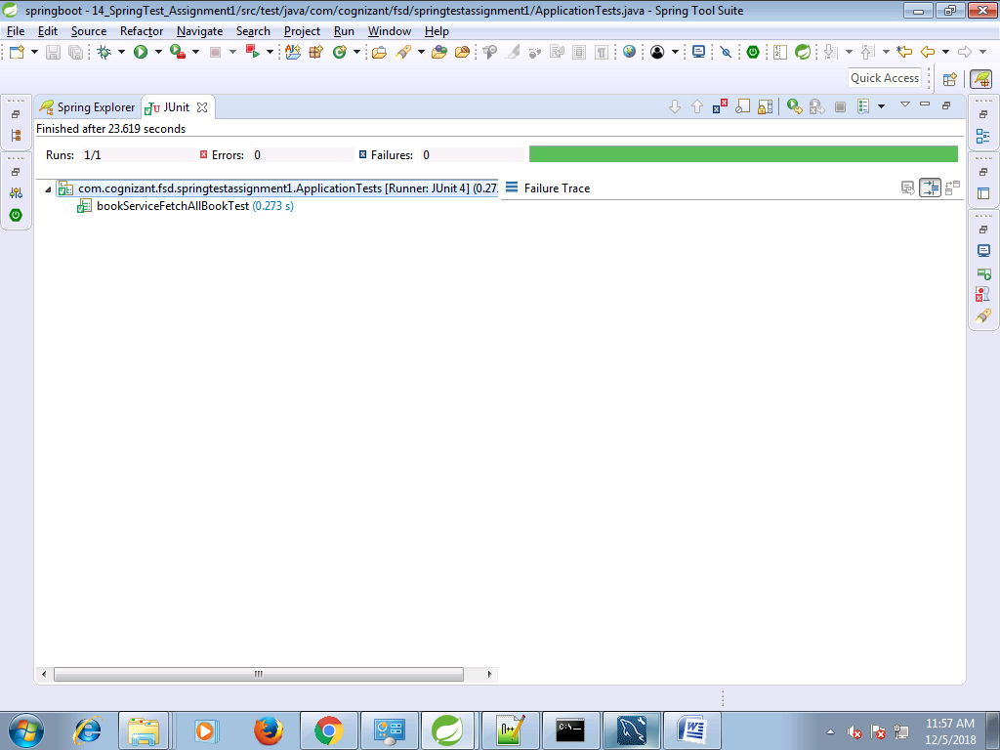 springboot - 14_SpringTest_Assignment1/src/test/java/com/cognizant/fsd/springtestassignment1/ApplicationTests.java - Spring Tool Suite
File Edit Source Refactor Navigate Search Project Run Window Help
Quick Access
Spring Explorer JUnit
Finished after 23.619 seconds
Runs: 1/1 Errors: 0 Failures: 0
com.cognizant.fsd.springtestassignment1.ApplicationTests [Runner: JUnit 4] (0.27 Failure Trace
bookServiceFetchAllBookTest (0.273 s)
11:57 AM
12/5/2018